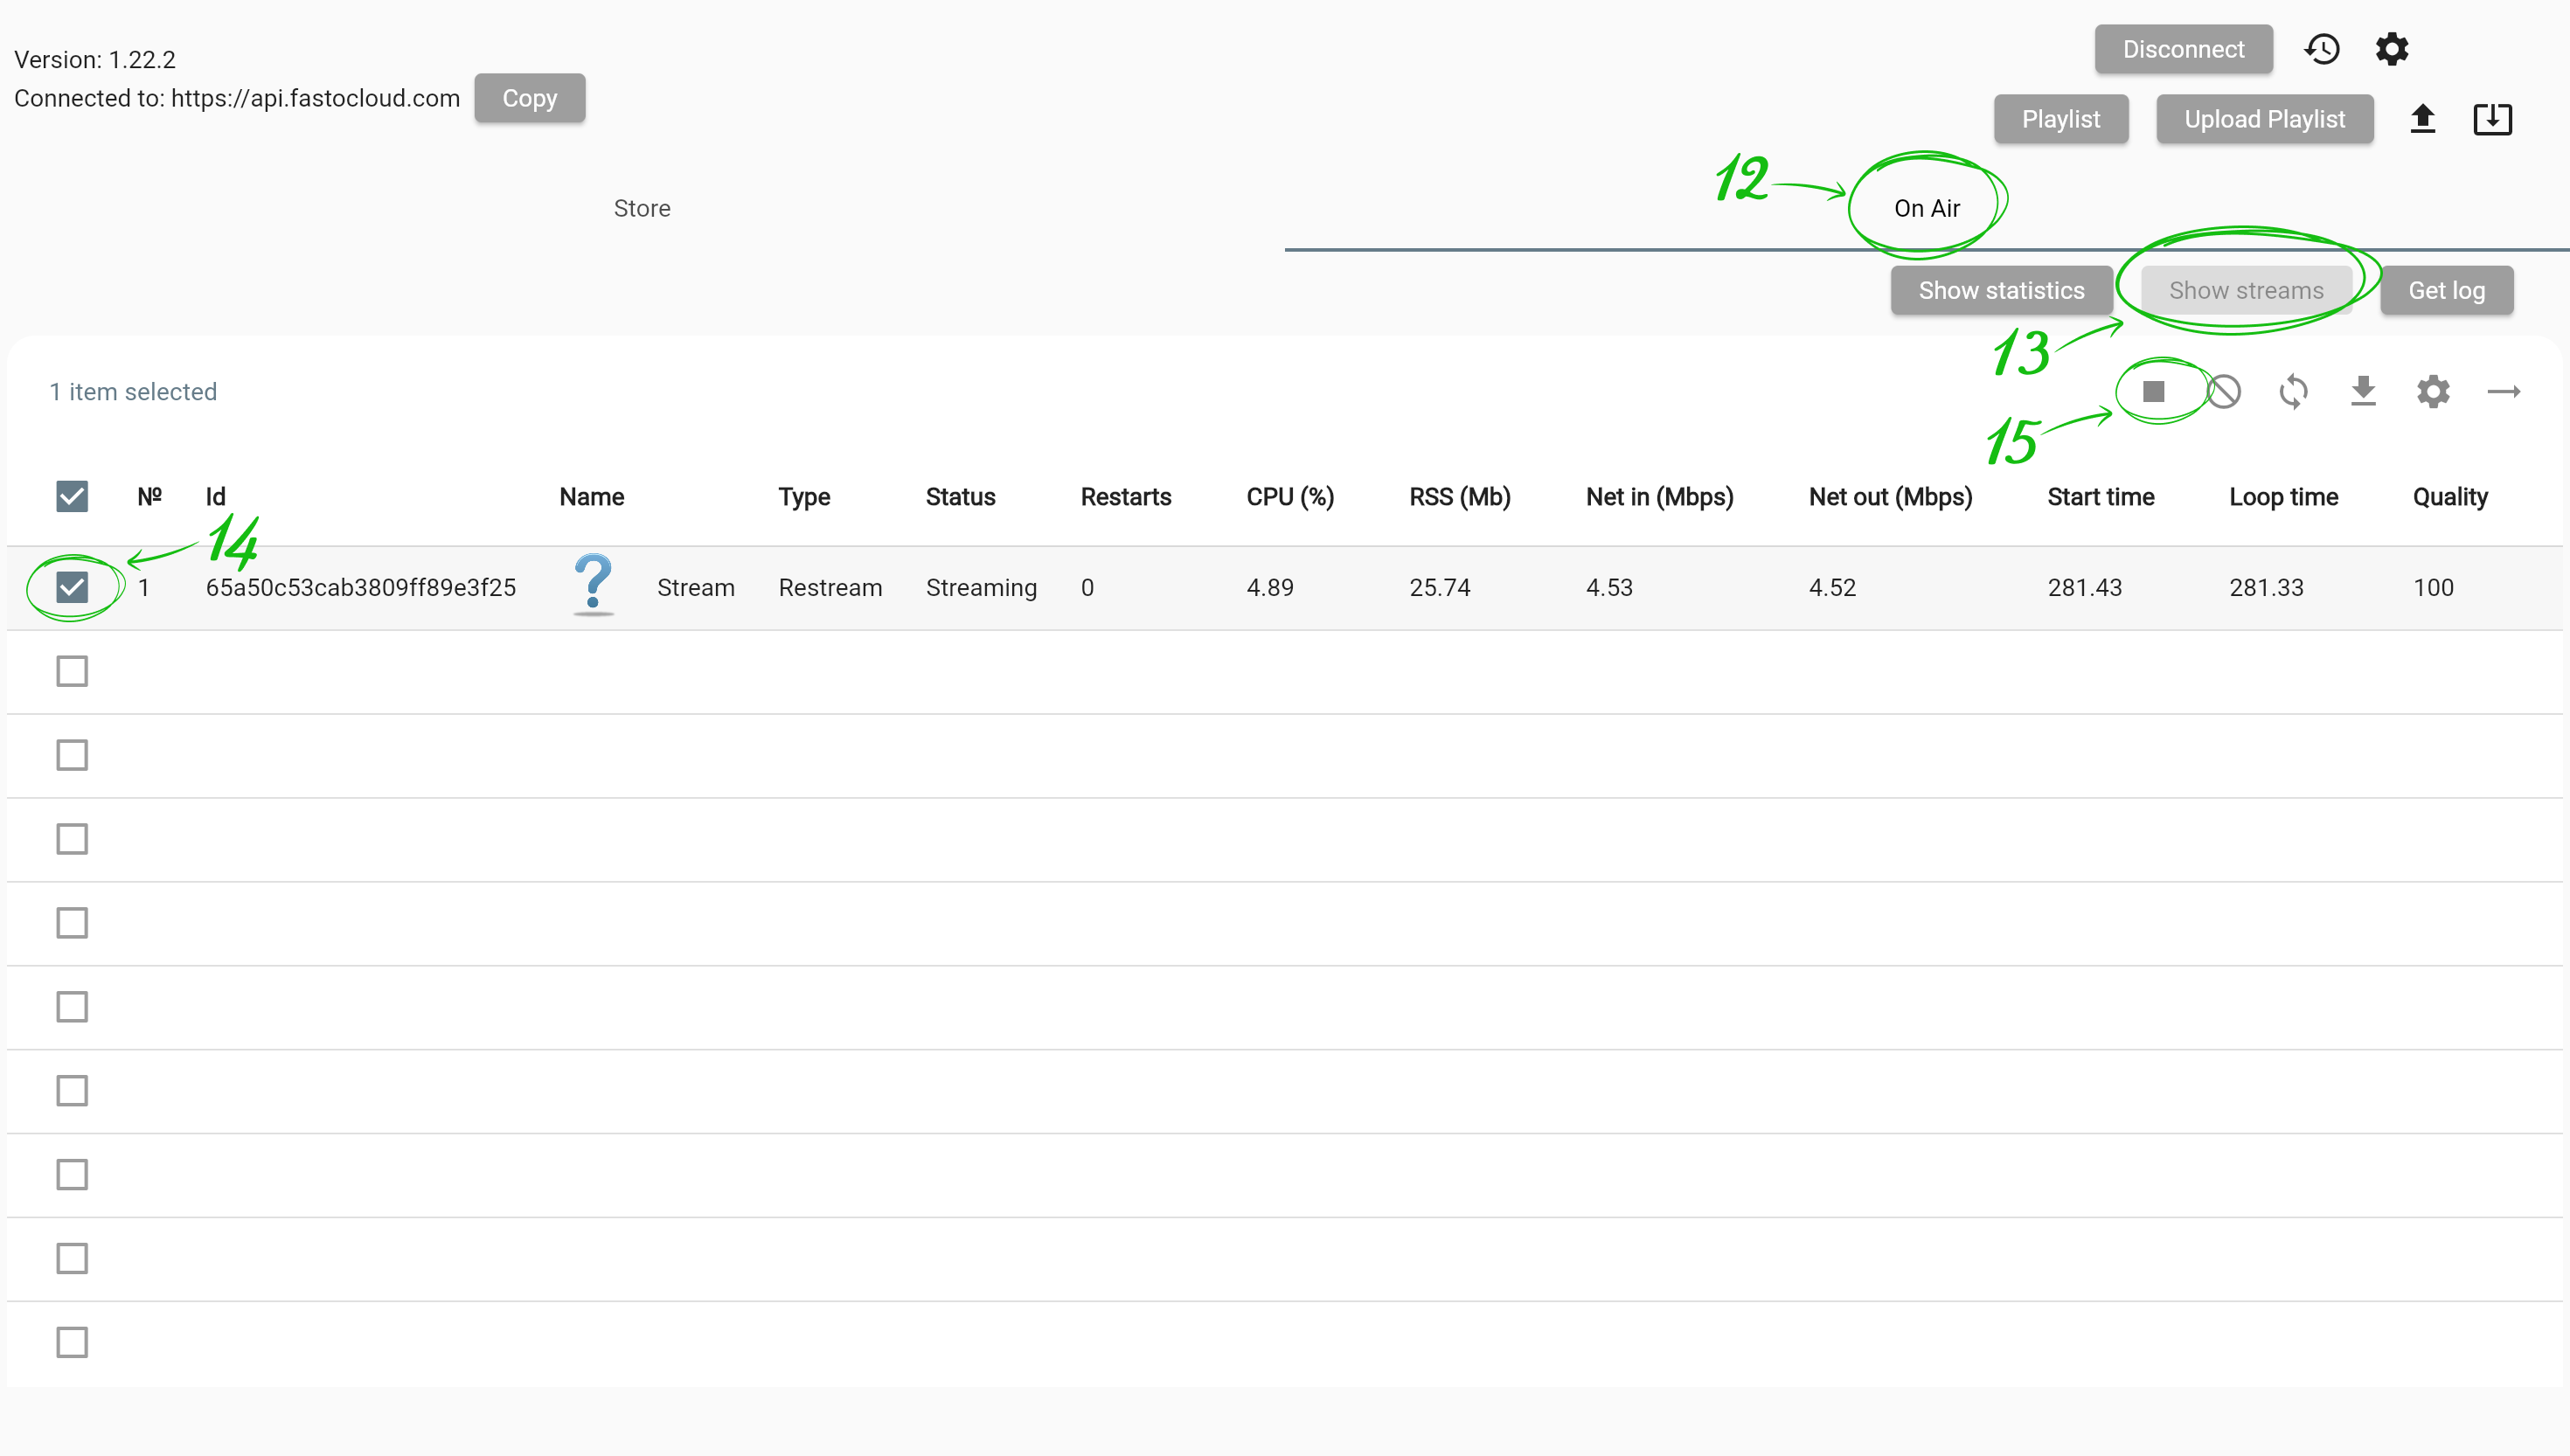 Version: 1.22.2
Connected to: https://api.fastocloud.com Copy
Disconnect
Playlist Upload Playlist
12
Store On Air
Show statistics Show streams Get log
13
1 item selected
15
№ Id Name Type Status Restarts CPU (%) RSS (Mb) Net in (Mbps) Net out (Mbps) Start time Loop time Quality
14
1 65a50c53cab3809ff89e3f25 Stream Restream Streaming 0 4.89 25.74 4.53 4.52 281.43 281.33 100